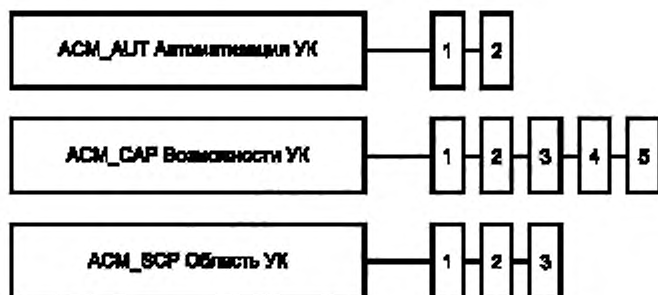 ACM_AUT Автоматизация УК 1 2
ACM_CAP Возможности УК 1 2 3 4 5
ACM_SCP Область УК 1 2 3